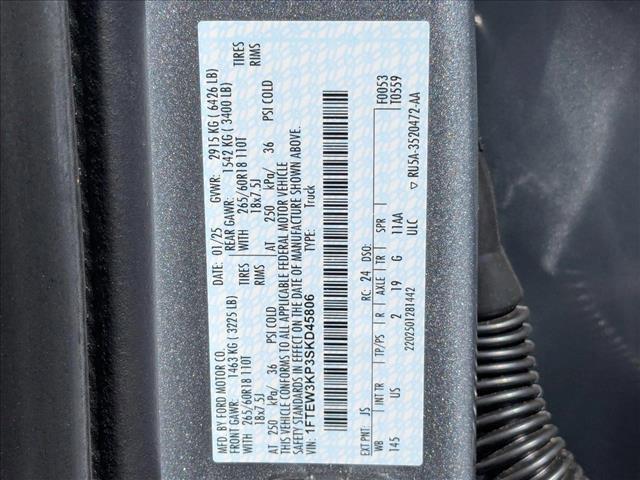 MFD. BY FORD MOTOR CO.
DATE: 01/25 GVWR: 2915 KG ( 6426 LB)
FRONT GAWR: 1463 KG ( 3225 LB) REAR GAWR: 1542 KG ( 3400 LB)
WITH 265/60R18 110T TIRES WITH 265/60R18 110T TIRES
18x7.5J RIMS 18x7.5J RIMS
AT 250 kPa/ 36 PSI COLD AT 250 kPa/ 36 PSI COLD
THIS VEHICLE CONFORMS TO ALL APPLICABLE FEDERAL MOTOR VEHICLE
SAFETY STANDARDS IN EFFECT ON THE DATE OF MANUFACTURE SHOWN ABOVE.
1FTEW3KP3SKD45806 TYPE: Truck
F0053
T0559
EXT PNT: JS RC: 24 DSO:
WB INT TR TP/PS R AXLE TR SPR
145 US 2 19 G 11AA
2202501281442 ULC
▽ RU5A-3520472-AA